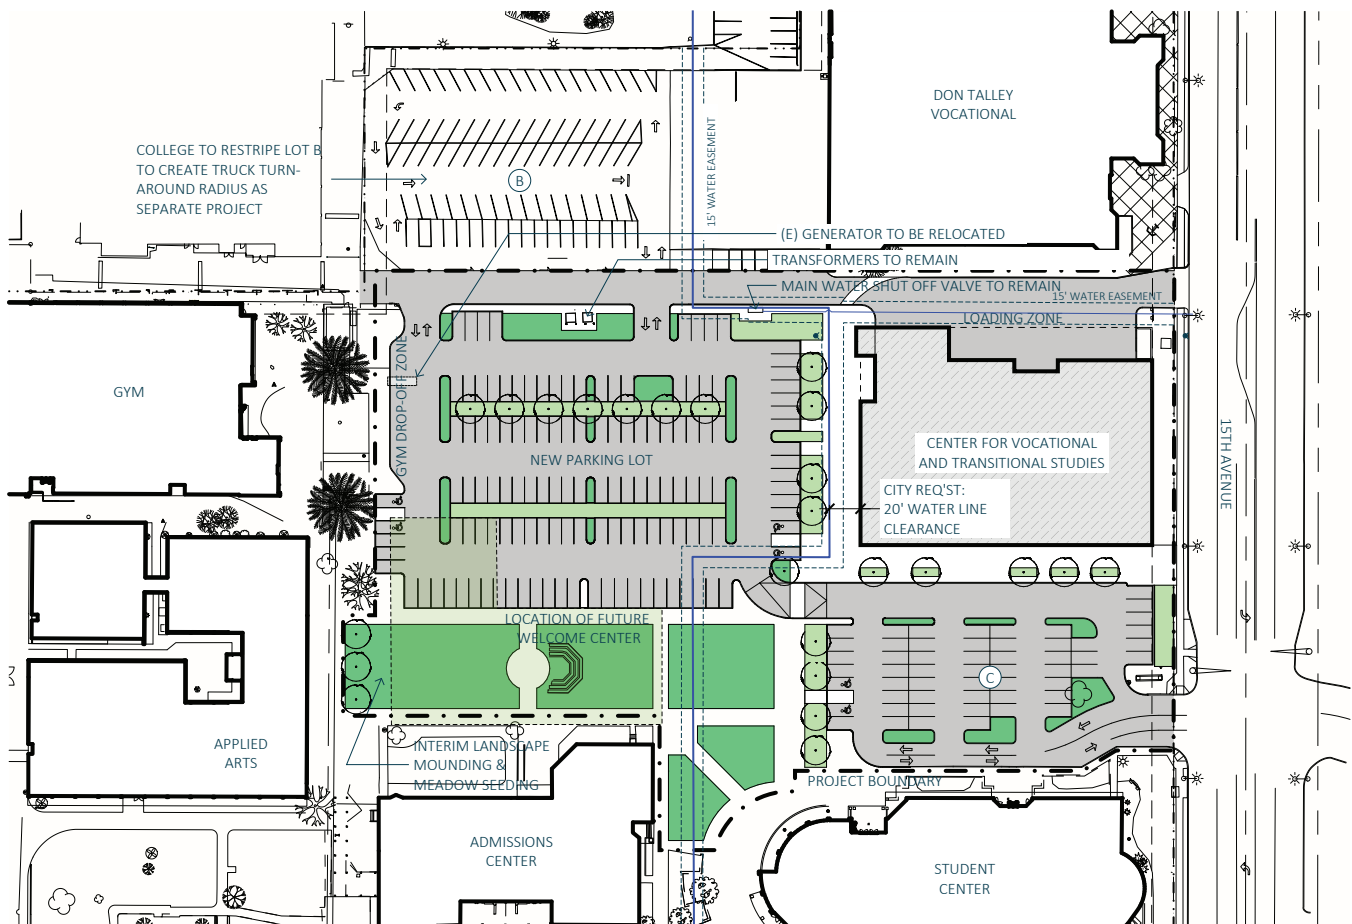 DON TALLEY
VOCATIONAL
COLLEGE TO RESTRIPE LOT B
TO CREATE TRUCK TURN-
AROUND RADIUS AS
SEPARATE PROJECT
B
15' WATER EASEMENT
(E) GENERATOR TO BE RELOCATED
TRANSFORMERS TO REMAIN
MAIN WATER SHUT OFF VALVE TO REMAIN
15' WATER EASEMENT
LOADING ZONE
GYM
GYM DROP-OFF ZONE
NEW PARKING LOT
CENTER FOR VOCATIONAL
AND TRANSITIONAL STUDIES
15TH AVENUE
CITY REQ'ST:
20' WATER LINE
CLEARANCE
LOCATION OF FUTURE
WELCOME CENTER
C
APPLIED
ARTS
INTERIM LANDSCAPE
MOUNDING &
MEADOW SEEDING
PROJECT BOUNDARY
ADMISSIONS
CENTER
STUDENT
CENTER